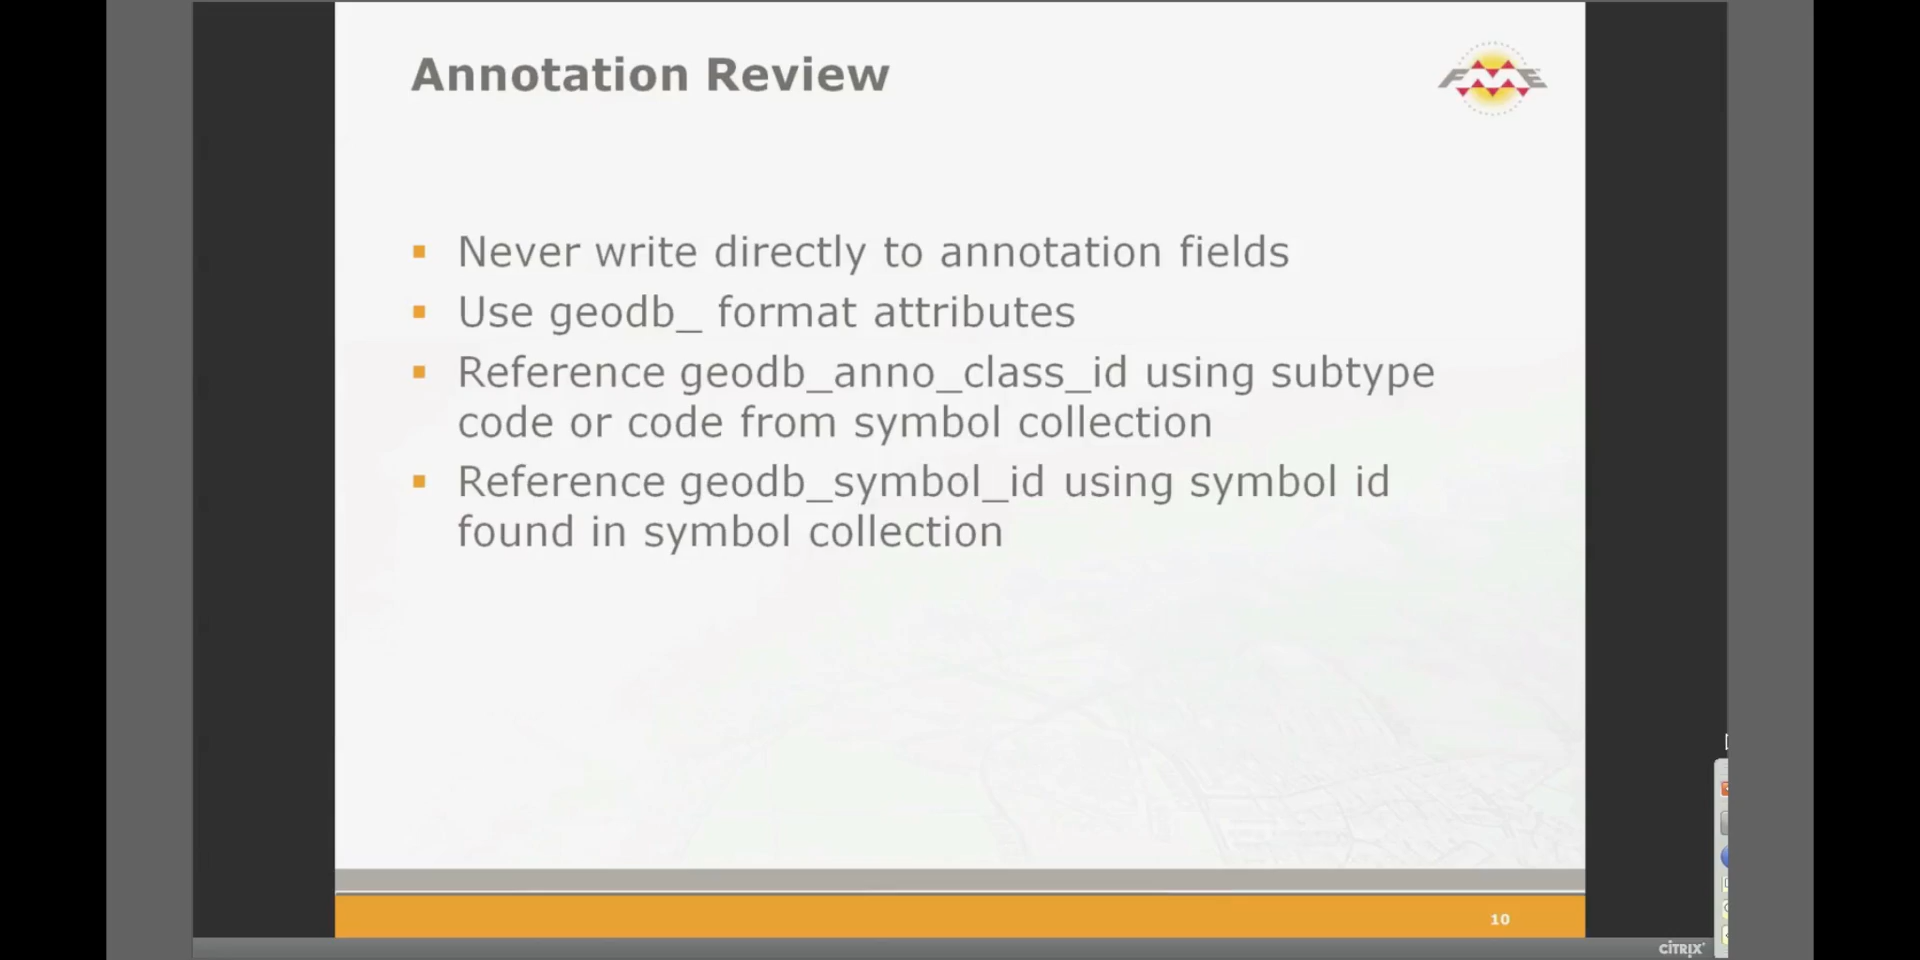 Annotation Review
FME
Never write directly to annotation fields
Use geodb_ format attributes
Reference geodb_anno_class_id using subtype
code or code from symbol collection
Reference geodb_symbol_id using symbol id
found in symbol collection
10
CITRIX